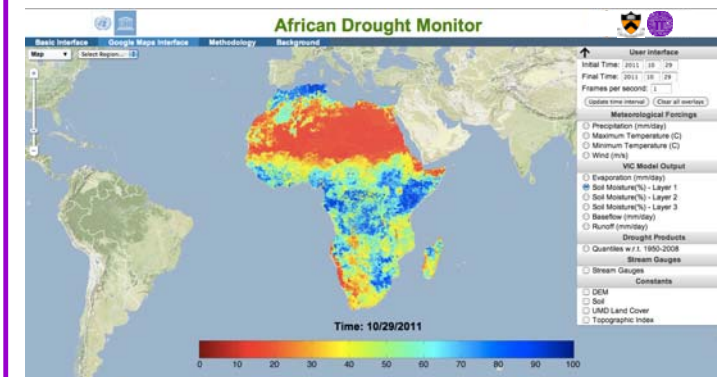 African Drought Monitor
Basic Interface Google Maps Interface Methodology Background
Map Select Region...
User interface
Initial Time: 2011 10 29
Final Time: 2011 10 29
Frames per second: 1
Update time interval Clear all overlays
Meteorological Forcings
Precipitation (mm/day)
Maximum Temperature (C)
Minimum Temperature (C)
Wind (m/s)
VIC Model Output
Evaporation (mm/day)
Soil Moisture(%) - Layer 1
Soil Moisture(%) - Layer 2
Soil Moisture(%) - Layer 3
Baseflow (mm/day)
Runoff (mm/day)
Drought Products
Quantiles w.r.t. 1950-2008
Stream Gauges
Stream Gauges
Constants
DEM
Soil
UMD Land Cover
Topographic Index
Time: 10/29/2011
0 10 20 30 40 50 60 70 80 90 100